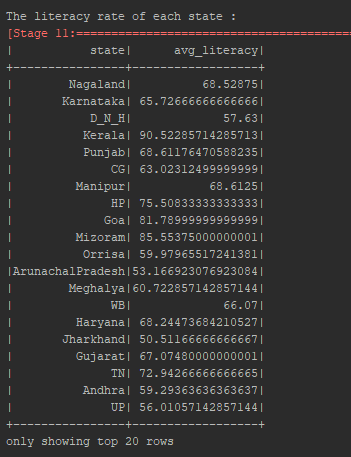 The literacy rate of each state :
[Stage 11:==========================================
|           state|     avg_literacy|
+----------------+-----------------+
|        Nagaland|         68.52875|
|       Karnataka|65.72666666666666|
|           D_N_H|            57.63|
|          Kerala|90.52285714285713|
|          Punjab|68.61176470588235|
|              CG|63.02312499999999|
|         Manipur|          68.6125|
|              HP|75.50833333333333|
|             Goa|81.78999999999999|
|         Mizoram|85.55375000000001|
|          Orrisa|59.97965517241381|
|ArunachalPradesh|53.166923076923084|
|        Meghalya|60.722857142857144|
|              WB|            66.07|
|         Haryana|68.24473684210527|
|       Jharkhand|50.51166666666667|
|         Gujarat|67.07480000000001|
|              TN|72.94266666666665|
|          Andhra|59.29363636363637|
|              UP|56.01057142857144|
+----------------+-----------------+
only showing top 20 rows